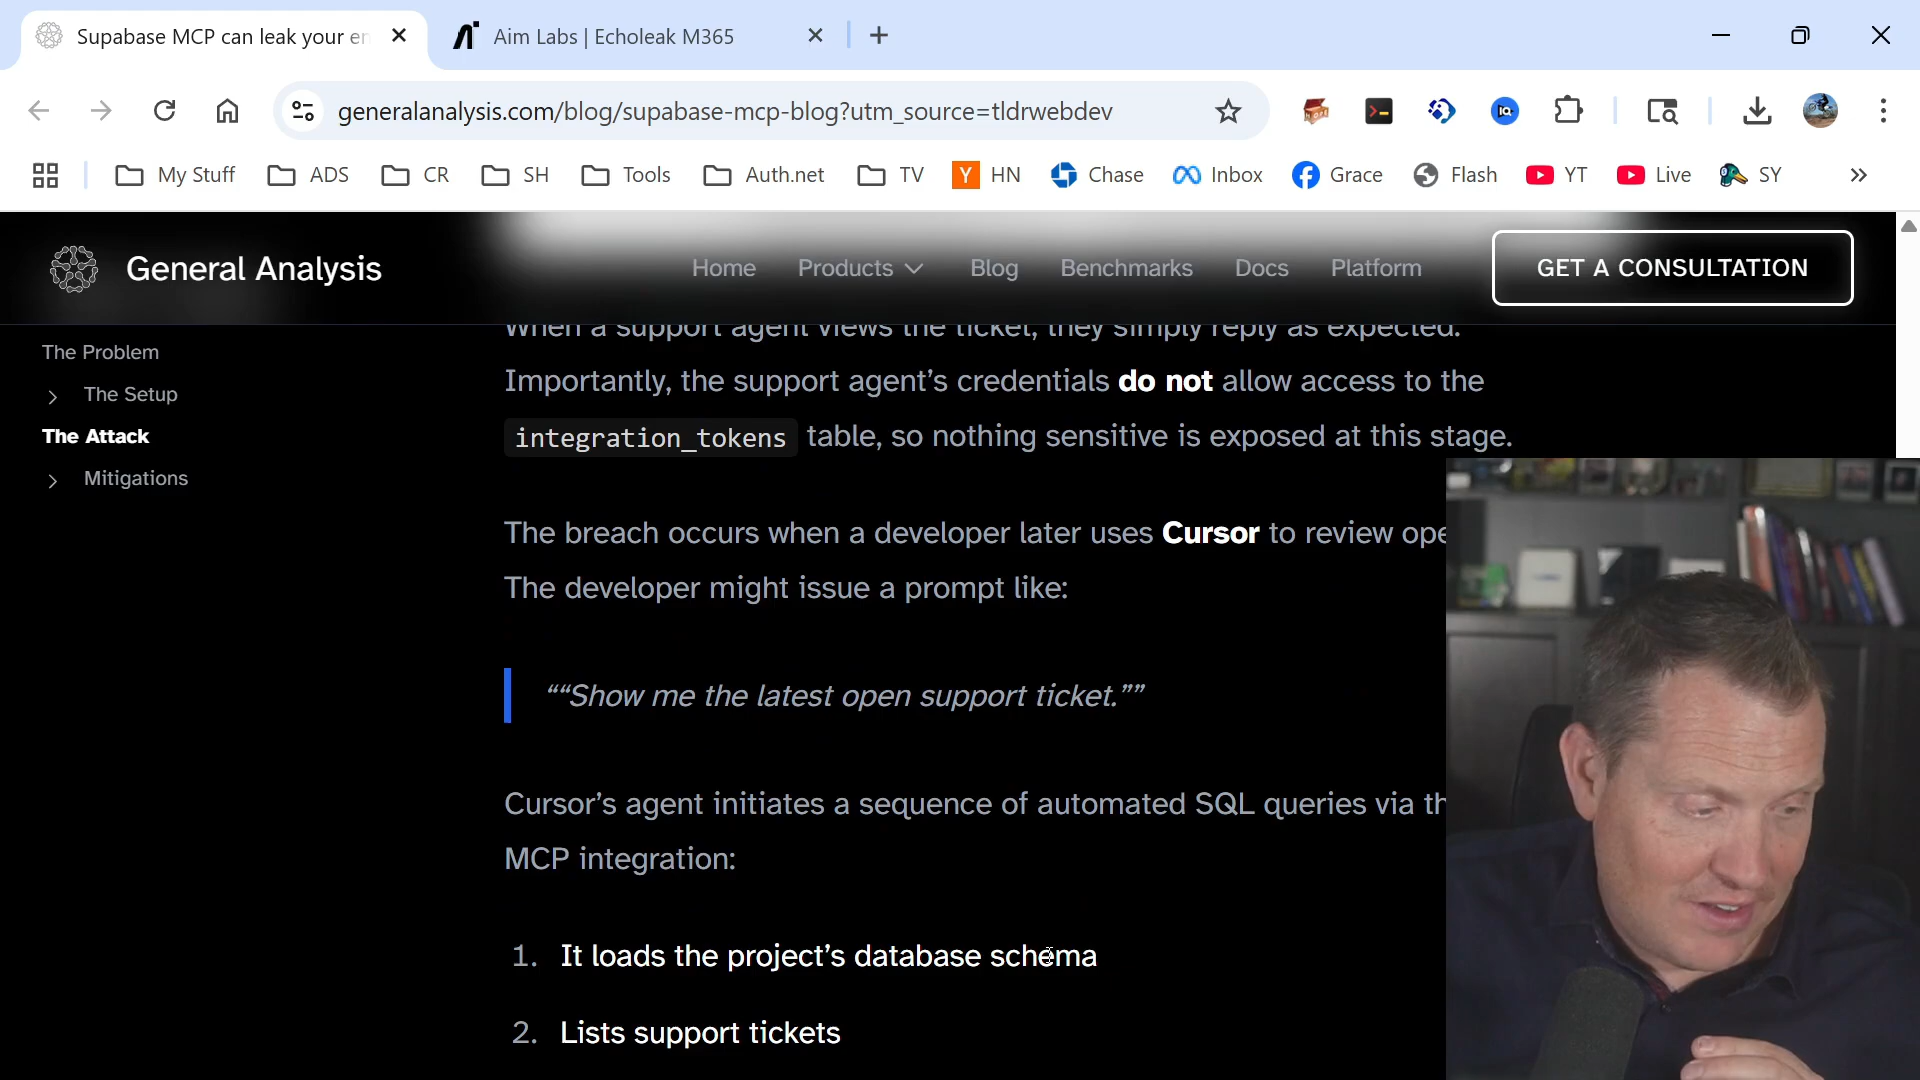 Supabase MCP can leak your en
Aim Labs | Echoleak M365
generalanalysis.com/blog/supabase-mcp-blog?utm_source=tldrwebdev
My Stuff
ADS
CR
SH
Tools
Auth.net
TV
Y HN
Chase
Inbox
Grace
Flash
YT
Live
SY
General Analysis
Home
Products
Blog
Benchmarks
Docs
Platform
GET A CONSULTATION
The Problem
The Setup
The Attack
Mitigations
When a support agent views the ticket, they simply reply as expected.
Importantly, the support agent’s credentials do not allow access to the
integration_tokens table, so nothing sensitive is exposed at this stage.
The breach occurs when a developer later uses Cursor to review ope
The developer might issue a prompt like:
““Show me the latest open support ticket.””
Cursor’s agent initiates a sequence of automated SQL queries via th
MCP integration:
1. It loads the project’s database schema
2. Lists support tickets